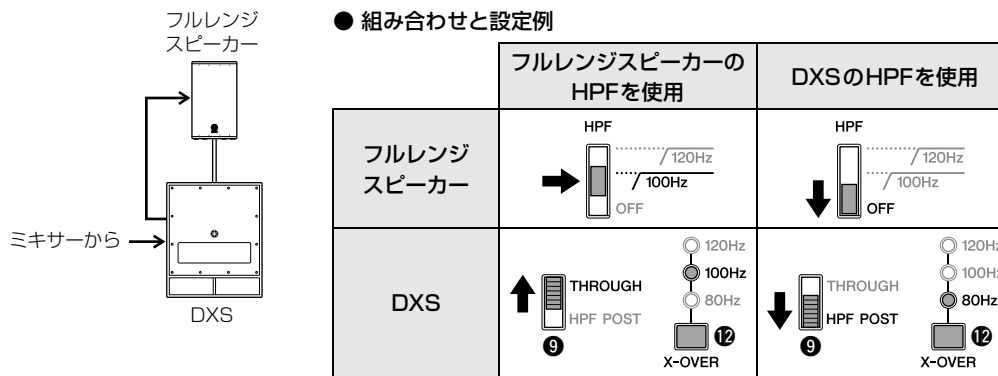 フルレンジ
スピーカー
ミキサーから
DXS
● 組み合わせと設定例
フルレンジスピーカーの
HPFを使用
DXSのHPFを使用
フルレンジ
スピーカー
HPF
120Hz
100Hz
OFF
HPF
120Hz
100Hz
OFF
DXS
THROUGH
HPF POST
❾
120Hz
100Hz
80Hz
⓬
X-OVER
THROUGH
HPF POST
❾
120Hz
100Hz
80Hz
⓬
X-OVER